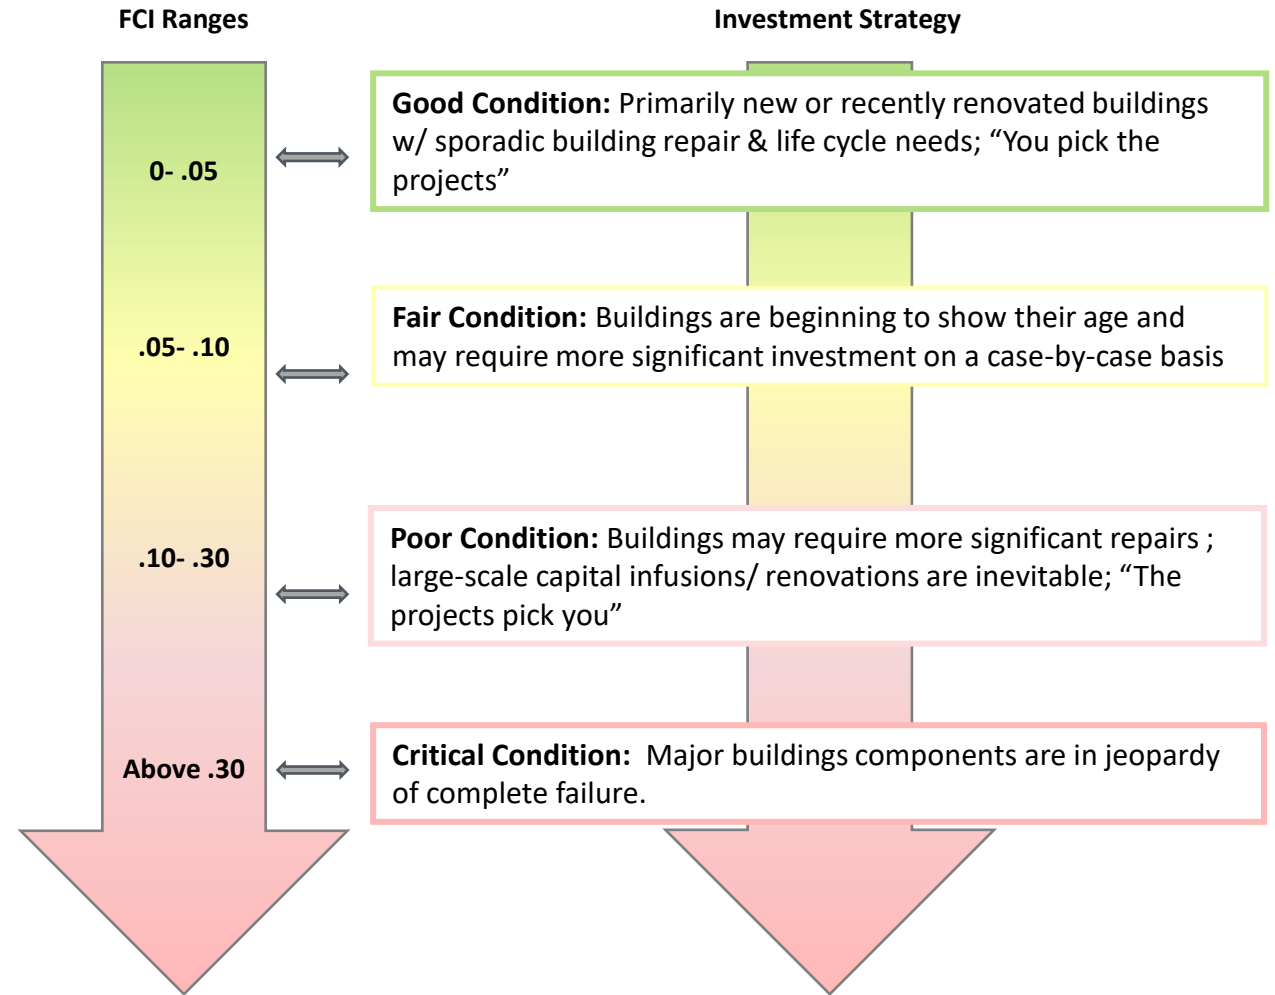 FCI Ranges
Investment Strategy
0- .05
Good Condition: Primarily new or recently renovated buildings
w/ sporadic building repair & life cycle needs; “You pick the
projects”
.05- .10
Fair Condition: Buildings are beginning to show their age and
may require more significant investment on a case-by-case basis
.10- .30
Poor Condition: Buildings may require more significant repairs ;
large-scale capital infusions/ renovations are inevitable; “The
projects pick you”
Above .30
Critical Condition:  Major buildings components are in jeopardy
of complete failure.